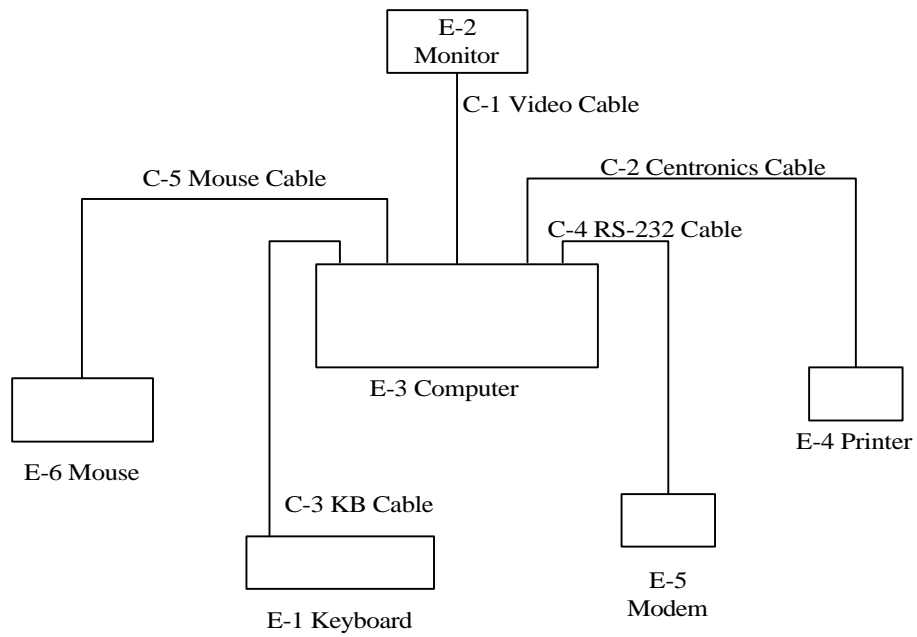 E-2
Monitor
C-1 Video Cable
C-2 Centronics Cable
C-5 Mouse Cable
C-4 RS-232 Cable
E-3 Computer
E-4 Printer
E-6 Mouse
C-3 KB Cable
E-5
Modem
E-1 Keyboard